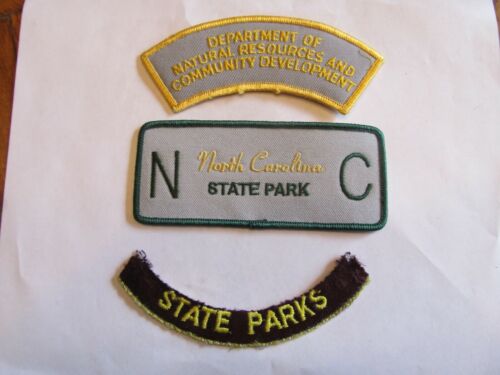 DEPARTMENT OF
NATURAL RESOURCES AND
COMMUNITY DEVELOPMENT
N North Carolina C
STATE PARK
STATE PARKS